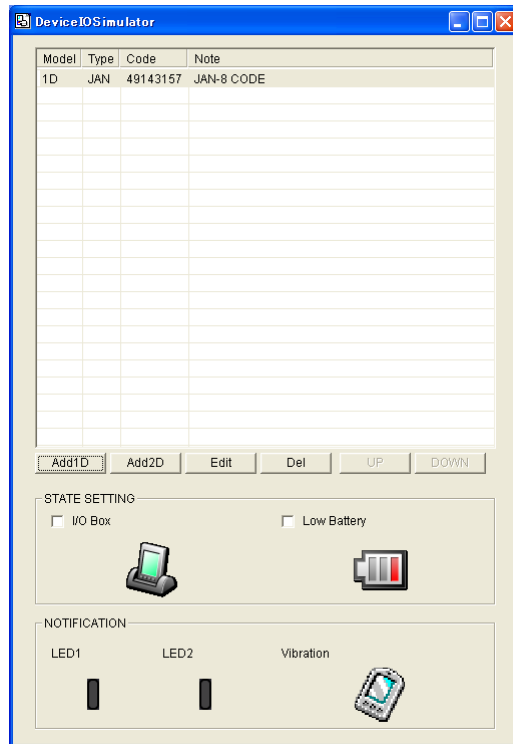 DeviceIOSimulator
Model Type Code Note
1D JAN 49143157 JAN-8 CODE
Add1D Add2D Edit Del UP DOWN
STATE SETTING
I/O Box Low Battery
NOTIFICATION
LED1 LED2 Vibration